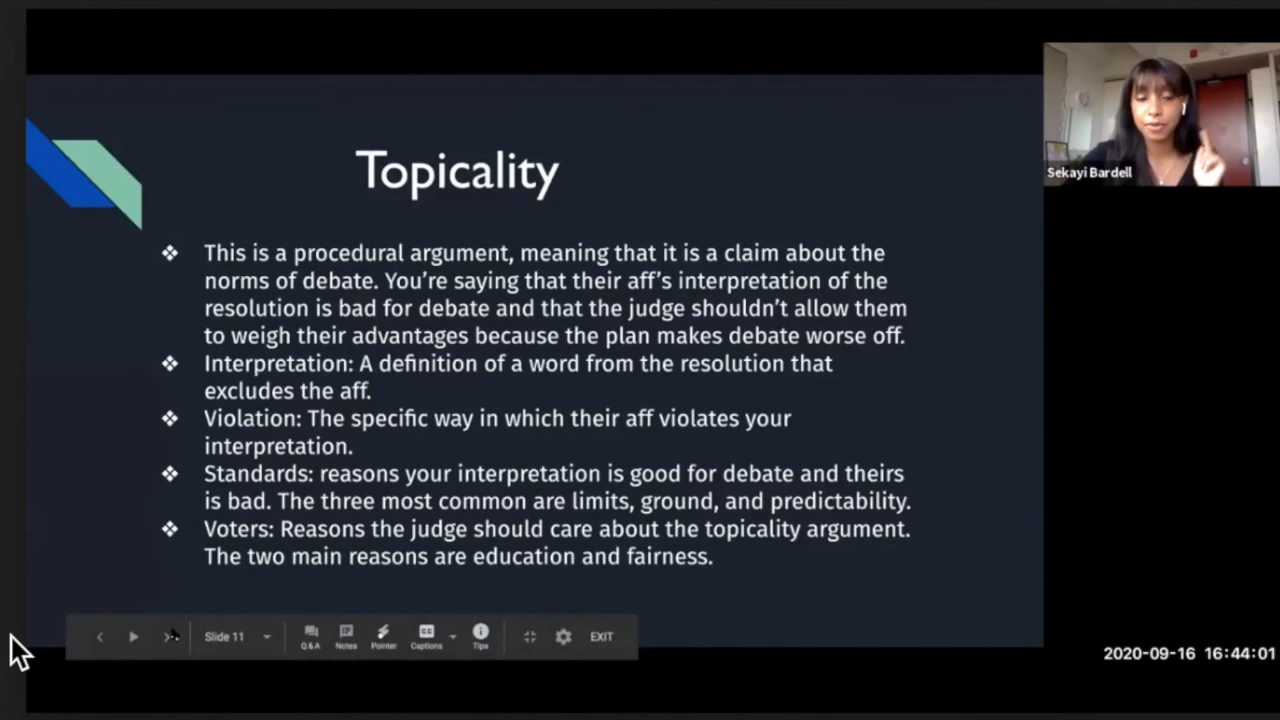 Topicality
❖ This is a procedural argument, meaning that it is a claim about the
norms of debate. You're saying that their aff's interpretation of the
resolution is bad for debate and that the judge shouldn't allow them
to weigh their advantages because the plan makes debate worse off.
❖ Interpretation: A definition of a word from the resolution that
excludes the aff.
❖ Violation: The specific way in which their aff violates your
interpretation.
❖ Standards: reasons your interpretation is good for debate and theirs
is bad. The three most common are limits, ground, and predictability.
❖ Voters: Reasons the judge should care about the topicality argument.
The two main reasons are education and fairness.
Sekayi Bardell
Slide 11
Q & A
Notes
Pointer
CC
Captions
Tips
EXIT
2020-09-16 16:44:01